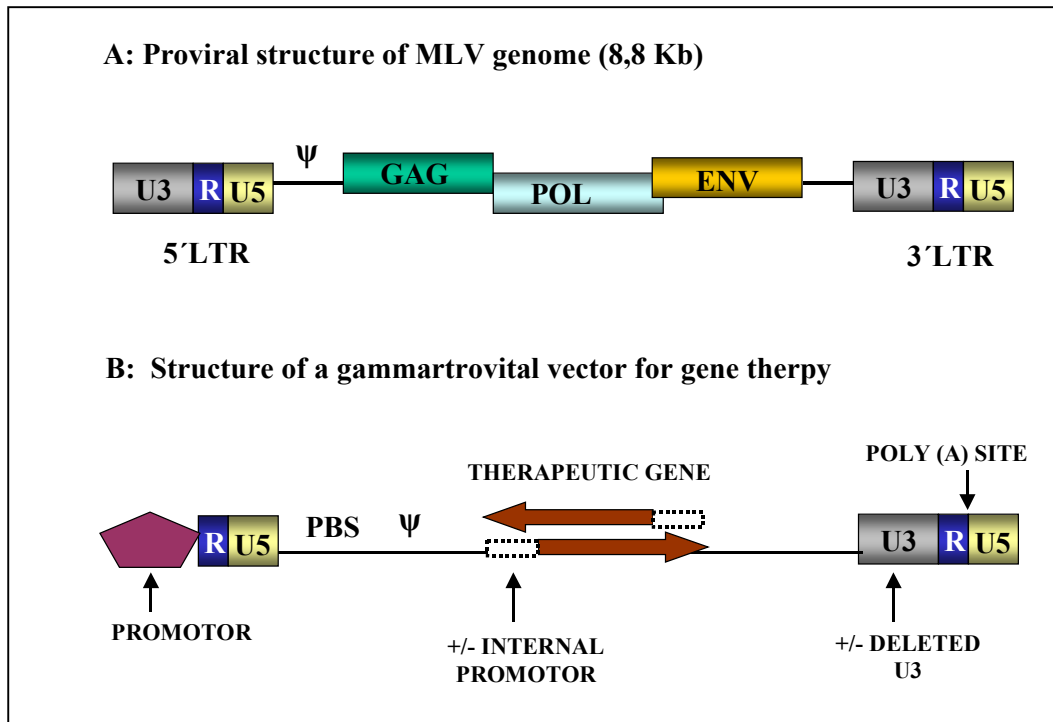 A: Proviral structure of MLV genome (8,8 Kb)
ψ
GAG
ENV
U3 R U5
POL
U3 R U5
5´LTR
3´LTR
B: Structure of a gammartrovital vector for gene therpy
POLY (A) SITE
THERAPEUTIC GENE
PBS ψ
R U5
U3 R U5
PROMOTOR
+/- INTERNAL
PROMOTOR
+/- DELETED
U3